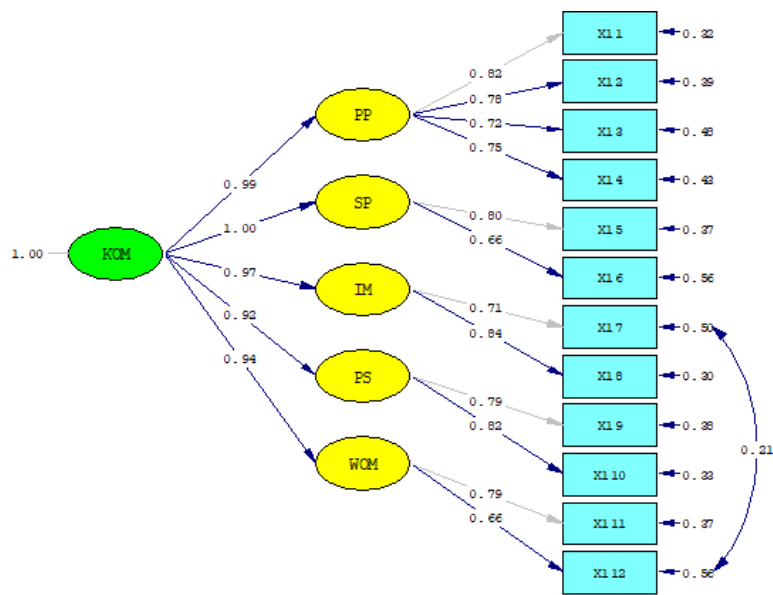 X11
0.32
0.82
X12
0.39
0.78
PP
X13
0.48
0.72
0.75
X14
0.43
0.99
SP
X15
0.37
0.80
1.00
0.66
1.00
KOM
X16
0.56
0.97
IM
X17
0.50
0.71
0.92
0.84
X18
0.30
0.94
PS
X19
0.38
0.79
0.82
0.21
WOM
X110
0.33
0.79
X111
0.37
0.66
X112
0.56